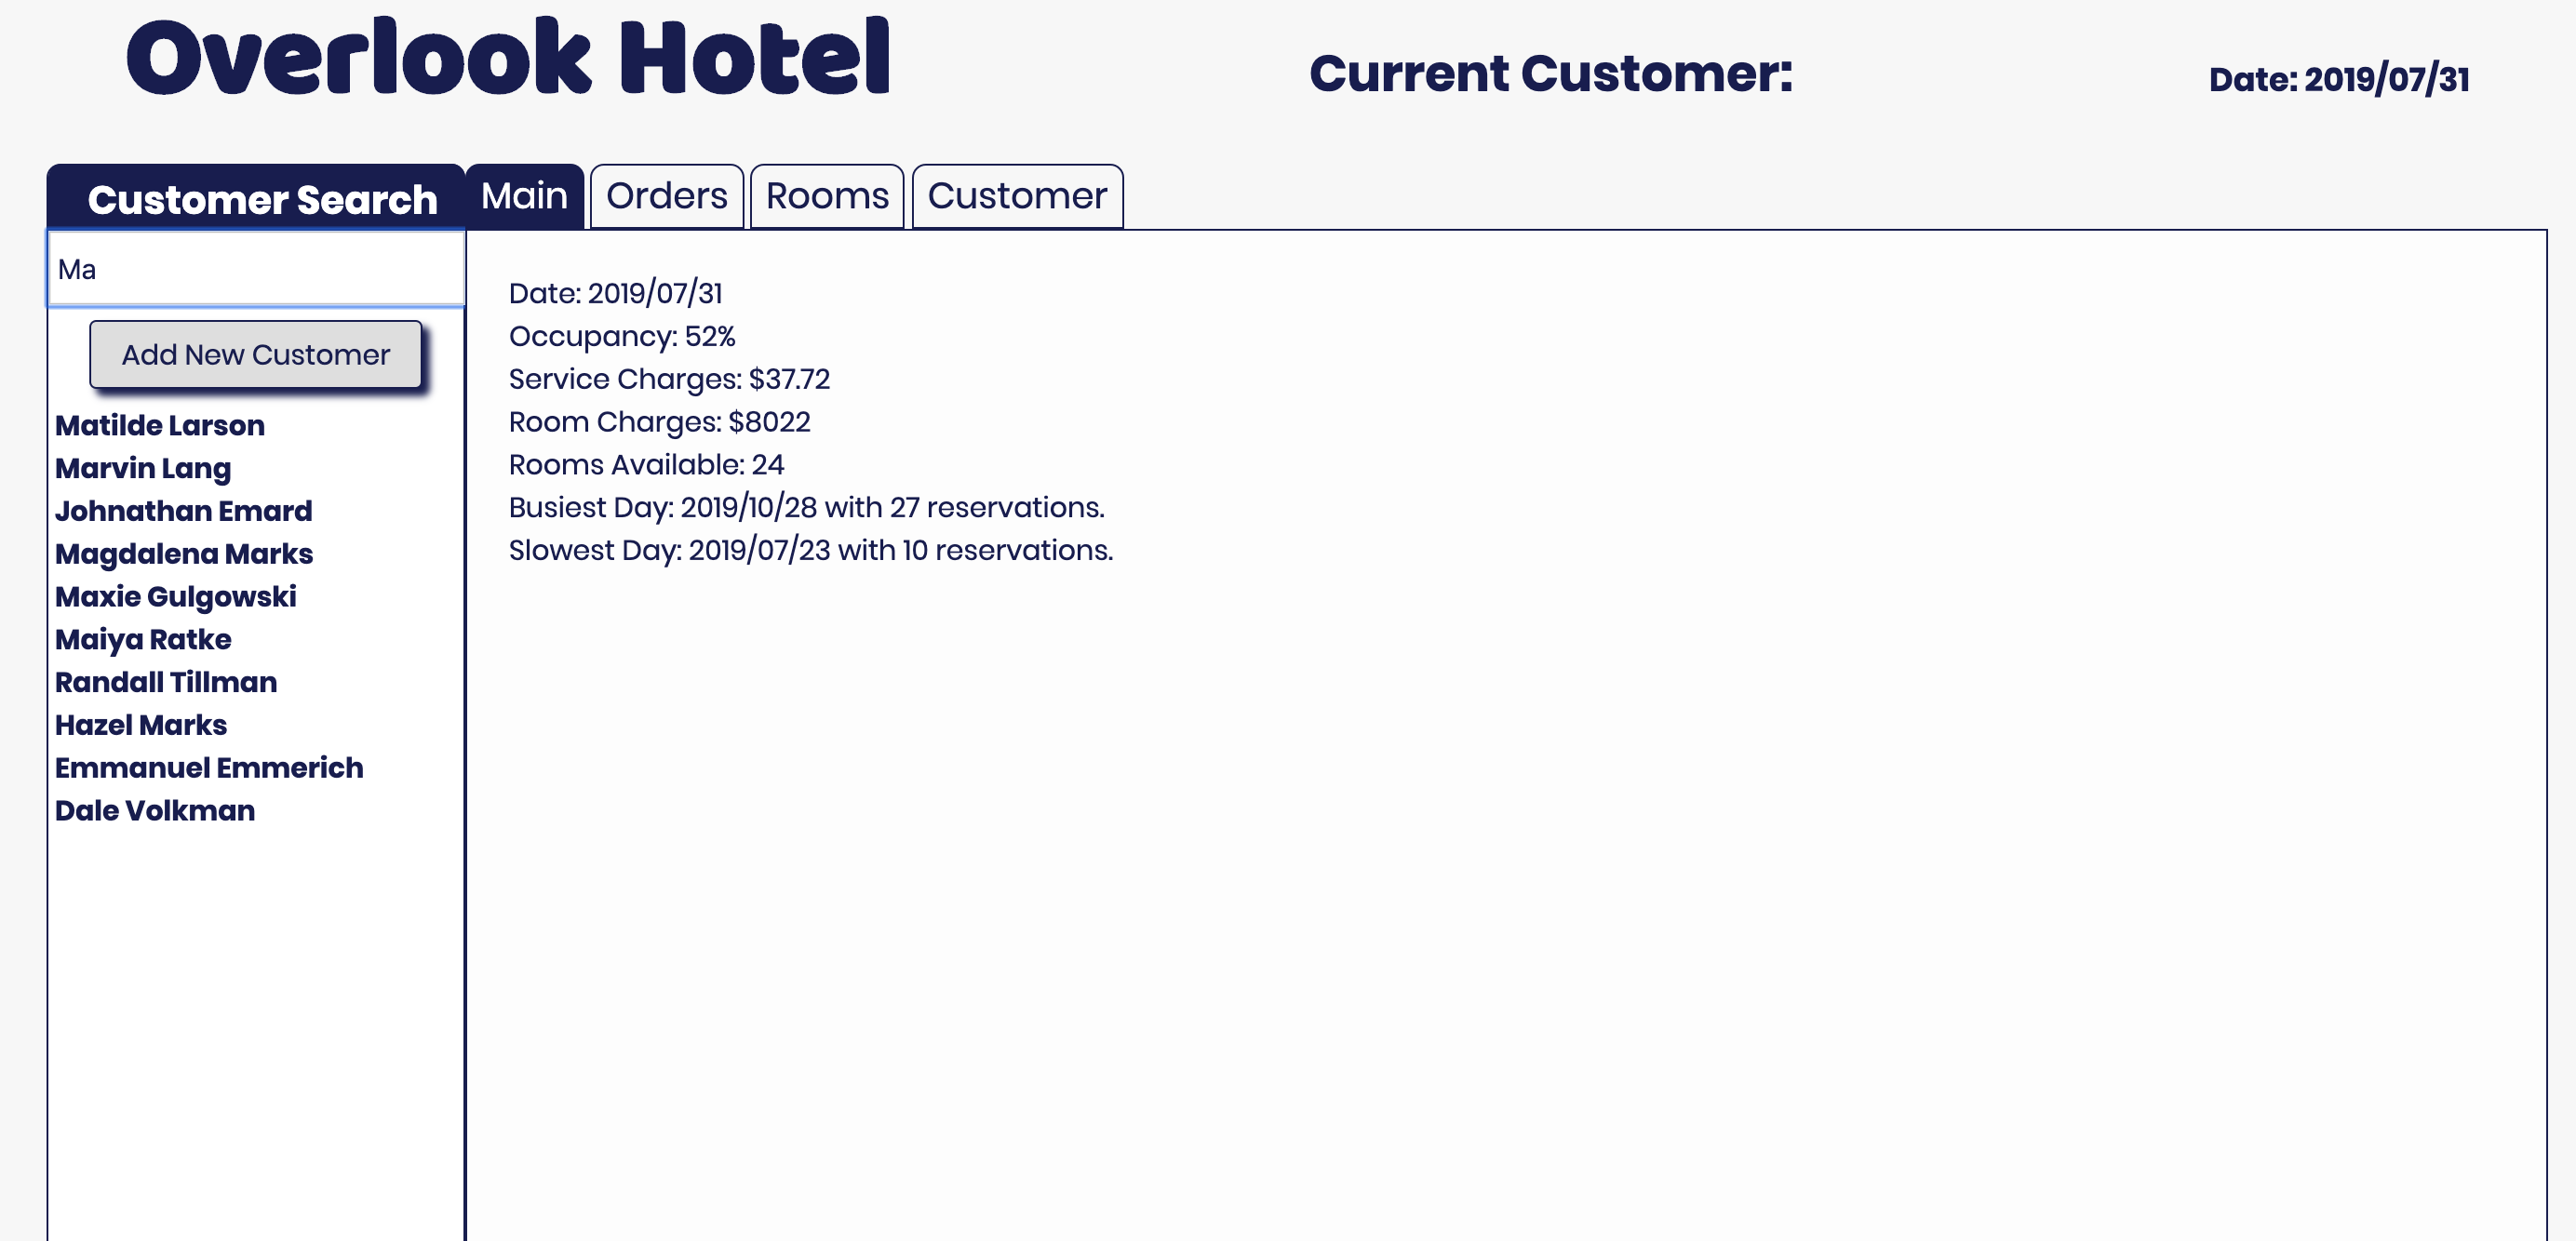 Overlook Hotel
Current Customer:
Date: 2019/07/31
Customer Search
Main
Orders
Rooms
Customer
Ma
Add New Customer
Matilde Larson
Marvin Lang
Johnathan Emard
Magdalena Marks
Maxie Gulgowski
Maiya Ratke
Randall Tillman
Hazel Marks
Emmanuel Emmerich
Dale Volkman
Date: 2019/07/31
Occupancy: 52%
Service Charges: $37.72
Room Charges: $8022
Rooms Available: 24
Busiest Day: 2019/10/28 with 27 reservations.
Slowest Day: 2019/07/23 with 10 reservations.